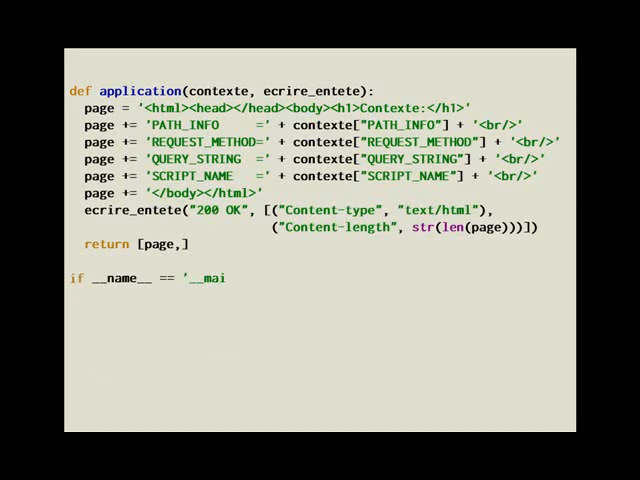 def application(contexte, ecrire_entete):
  page = '<html><head></head><body><h1>Contexte:</h1>'
  page += 'PATH_INFO     =' + contexte["PATH_INFO"] + '<br/>'
  page += 'REQUEST_METHOD=' + contexte["REQUEST_METHOD"] + '<br/>'
  page += 'QUERY_STRING  =' + contexte["QUERY_STRING"] + '<br/>'
  page += 'SCRIPT_NAME   =' + contexte["SCRIPT_NAME"] + '<br/>'
  page += '</body></html>'
  ecrire_entete("200 OK", [("Content-type", "text/html"),
                           ("Content-length", str(len(page)))])
  return [page,]

if __name__ == '__mai